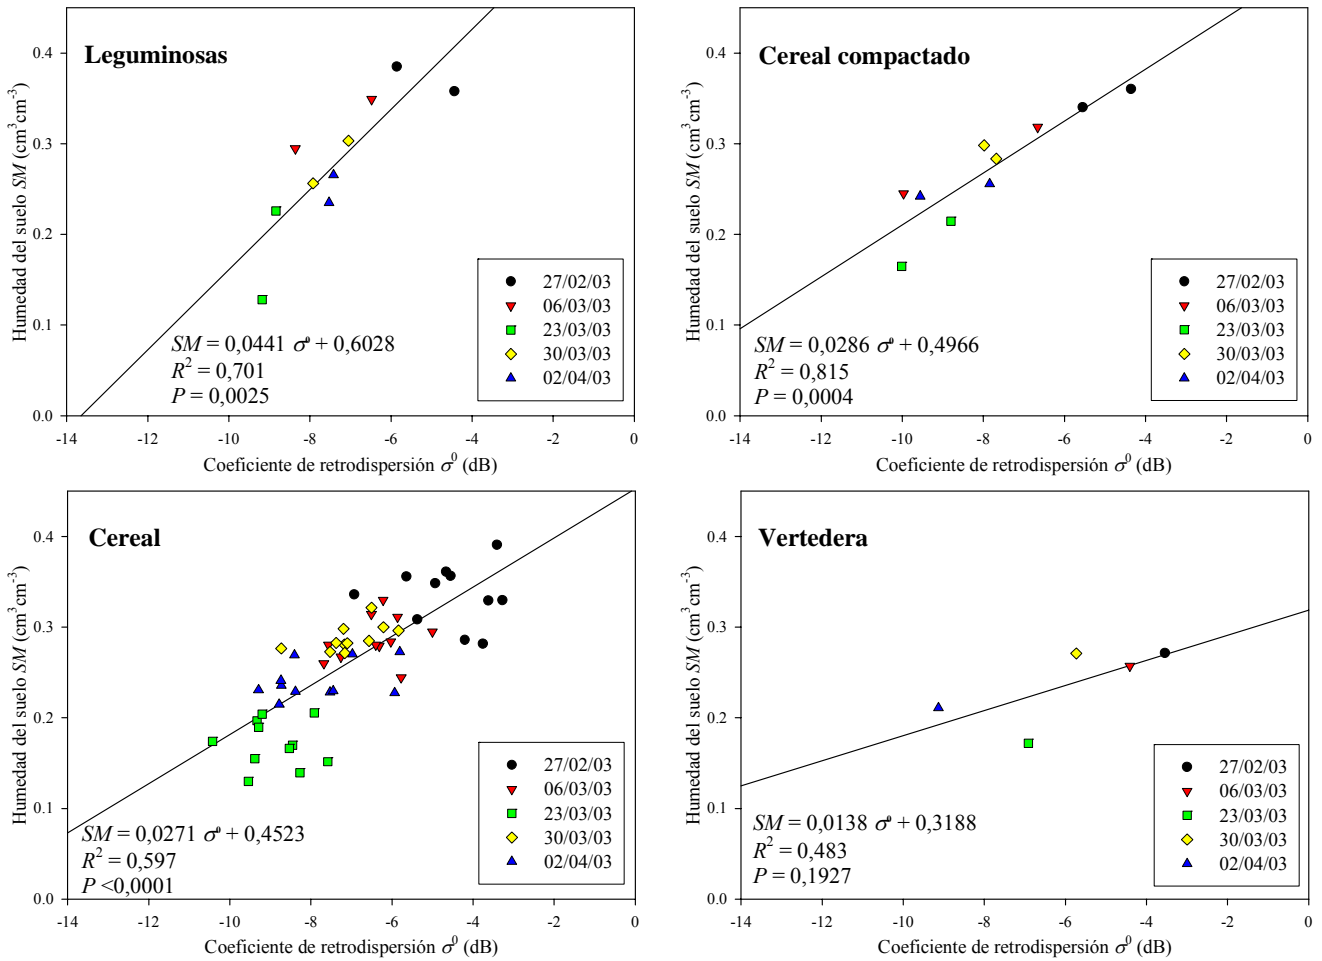 Leguminosas
Humedad del suelo SM (cm³cm⁻³)
0.4
0.3
0.2
0.1
0.0
27/02/03
06/03/03
23/03/03
30/03/03
02/04/03
SM = 0,0441 σ⁰ + 0,6028
R² = 0,701
P = 0,0025
-14 -12 -10 -8 -6 -4 -2 0
Coeficiente de retrodispersión σ⁰ (dB)
Cereal compactado
Humedad del suelo SM (cm³cm⁻³)
0.4
0.3
0.2
0.1
0.0
27/02/03
06/03/03
23/03/03
30/03/03
02/04/03
SM = 0,0286 σ⁰ + 0,4966
R² = 0,815
P = 0,0004
-14 -12 -10 -8 -6 -4 -2 0
Coeficiente de retrodispersión σ⁰ (dB)
Cereal
Humedad del suelo SM (cm³cm⁻³)
0.4
0.3
0.2
0.1
0.0
27/02/03
06/03/03
23/03/03
30/03/03
02/04/03
SM = 0,0271 σ⁰ + 0,4523
R² = 0,597
P <0,0001
-14 -12 -10 -8 -6 -4 -2 0
Coeficiente de retrodispersión σ⁰ (dB)
Vertedera
Humedad del suelo SM (cm³cm⁻³)
0.4
0.3
0.2
0.1
0.0
27/02/03
06/03/03
23/03/03
30/03/03
02/04/03
SM = 0,0138 σ⁰ + 0,3188
R² = 0,483
P = 0,1927
-14 -12 -10 -8 -6 -4 -2 0
Coeficiente de retrodispersión σ⁰ (dB)